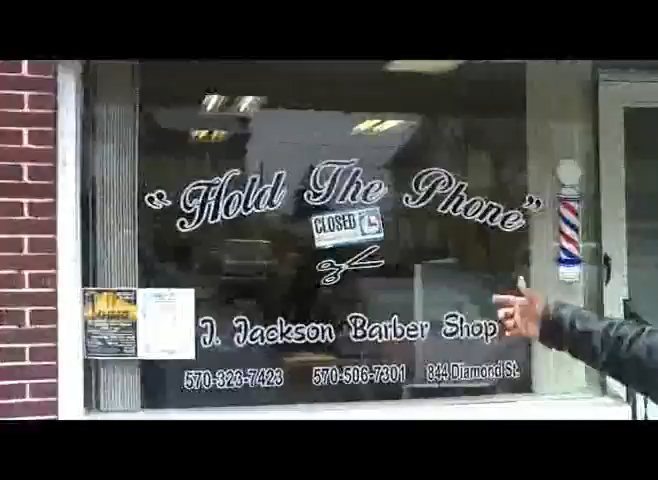 "Hold The Phone"
CLOSED
J. Jackson Barber Shop
570-323-7423 570-506-7301 844 Diamond St.